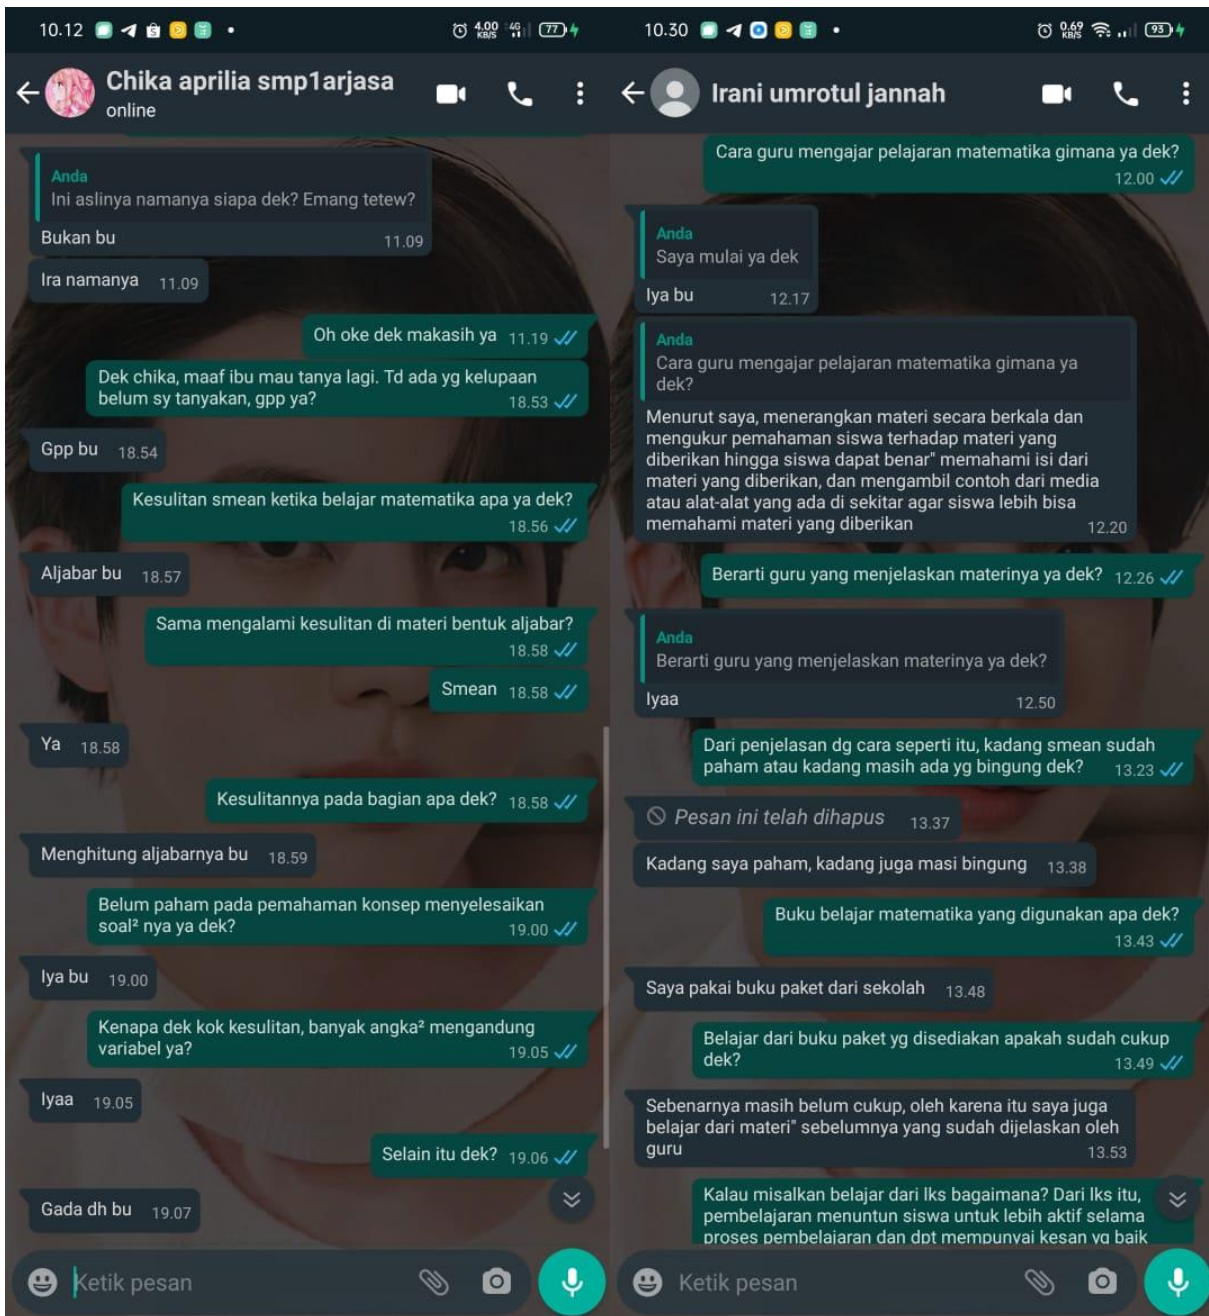 10.12
4.00 KB/S 4G 77
Chika aprilia smp1arjasa
online
Anda
Ini aslinya namanya siapa dek? Emang tetew?
Bukan bu 11.09
Ira namanya 11.09
Oh oke dek makasih ya 11.19
Dek chika, maaf ibu mau tanya lagi. Td ada yg kelupaan
belum sy tanyakan, gpp ya? 18.53
Gpp bu 18.54
Kesulitan smean ketika belajar matematika apa ya dek?
18.56
Aljabar bu 18.57
Sama mengalami kesulitan di materi bentuk aljabar?
18.58
Smean 18.58
Ya 18.58
Kesulitannya pada bagian apa dek? 18.58
Menghitung aljabarnya bu 18.59
Belum paham pada pemahaman konsep menyelesaikan
soal² nya ya dek? 19.00
Iya bu 19.00
Kenapa dek kok kesulitan, banyak angka² mengandung
variabel ya? 19.05
Iyaa 19.05
Selain itu dek? 19.06
Gada dh bu 19.07
Ketik pesan
10.30
0.69 KB/S 93
Irani umrotul jannah
Cara guru mengajar pelajaran matematika gimana ya dek?
12.00
Anda
Saya mulai ya dek
Iya bu 12.17
Anda
Cara guru mengajar pelajaran matematika gimana ya
dek?
Menurut saya, menerangkan materi secara berkala dan
mengukur pemahaman siswa terhadap materi yang
diberikan hingga siswa dapat benar" memahami isi dari
materi yang diberikan, dan mengambil contoh dari media
atau alat-alat yang ada di sekitar agar siswa lebih bisa
memahami materi yang diberikan 12.20
Berarti guru yang menjelaskan materinya ya dek? 12.26
Anda
Berarti guru yang menjelaskan materinya ya dek?
Iyaa 12.50
Dari penjelasan dg cara seperti itu, kadang smean sudah
paham atau kadang masih ada yg bingung dek? 13.23
Pesan ini telah dihapus 13.37
Kadang saya paham, kadang juga masi bingung 13.38
Buku belajar matematika yang digunakan apa dek?
13.43
Saya pakai buku paket dari sekolah 13.48
Belajar dari buku paket yg disediakan apakah sudah cukup
dek? 13.49
Sebenarnya masih belum cukup, oleh karena itu saya juga
belajar dari materi" sebelumnya yang sudah dijelaskan oleh
guru 13.53
Kalau misalkan belajar dari lks bagaimana? Dari lks itu,
pembelajaran menuntun siswa untuk lebih aktif selama
proses pembelajaran dan dpt mempunyai kesan yg baik
Ketik pesan